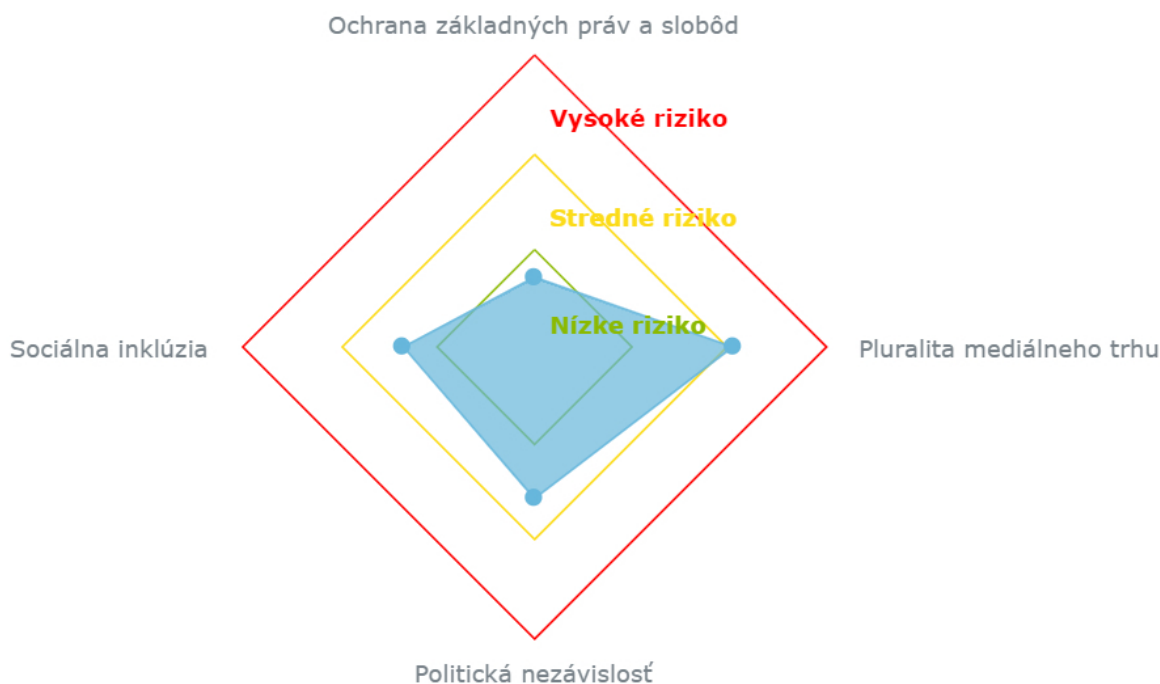 Ochrana základných práv a slobôd
Vysoké riziko
Stredné riziko
Nízke riziko
Sociálna inklúzia
Pluralita mediálneho trhu
Politická nezávislosť